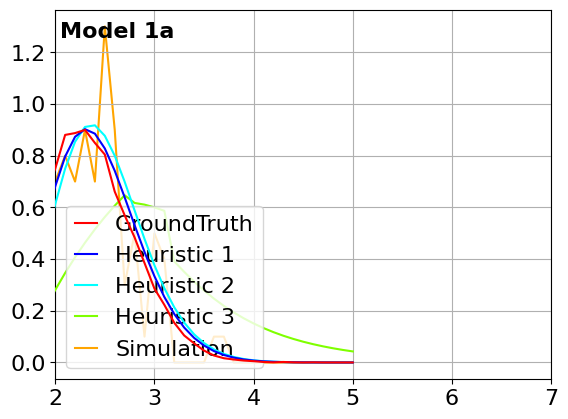 Model 1a
1.2
1.0
0.8
0.6
0.4
0.2
0.0
GroundTruth
Heuristic 1
Heuristic 2
Heuristic 3
Simulation
2 3 4 5 6 7